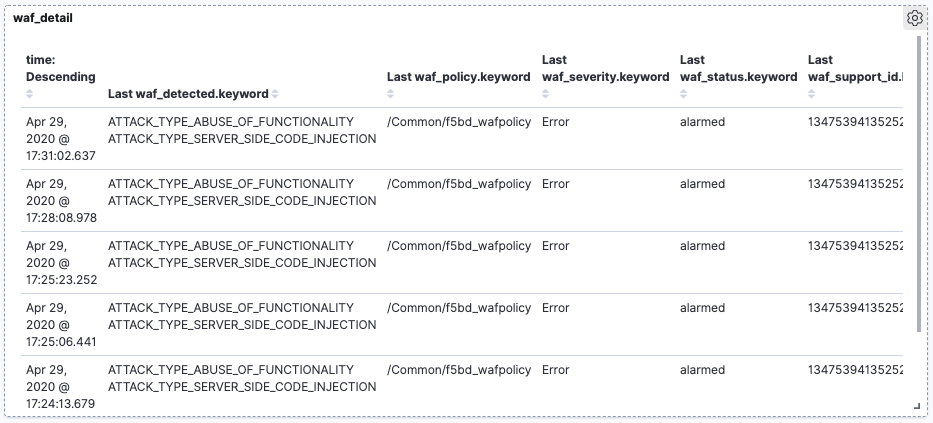 waf_detail
time:
Descending
Last waf_detected.keyword
Last waf_policy.keyword
Last
waf_severity.keyword
Last
waf_status.keyword
Last
waf_support_id.
Apr 29,
2020 @
17:31:02.637
ATTACK_TYPE_ABUSE_OF_FUNCTIONALITY
ATTACK_TYPE_SERVER_SIDE_CODE_INJECTION
/Common/f5bd_wafpolicy
Error
alarmed
13475394135252
Apr 29,
2020 @
17:28:08.978
ATTACK_TYPE_ABUSE_OF_FUNCTIONALITY
ATTACK_TYPE_SERVER_SIDE_CODE_INJECTION
/Common/f5bd_wafpolicy
Error
alarmed
13475394135252
Apr 29,
2020 @
17:25:23.252
ATTACK_TYPE_ABUSE_OF_FUNCTIONALITY
ATTACK_TYPE_SERVER_SIDE_CODE_INJECTION
/Common/f5bd_wafpolicy
Error
alarmed
13475394135252
Apr 29,
2020 @
17:25:06.441
ATTACK_TYPE_ABUSE_OF_FUNCTIONALITY
ATTACK_TYPE_SERVER_SIDE_CODE_INJECTION
/Common/f5bd_wafpolicy
Error
alarmed
13475394135252
Apr 29,
2020 @
17:24:13.679
ATTACK_TYPE_ABUSE_OF_FUNCTIONALITY
ATTACK_TYPE_SERVER_SIDE_CODE_INJECTION
/Common/f5bd_wafpolicy
Error
alarmed
13475394135252